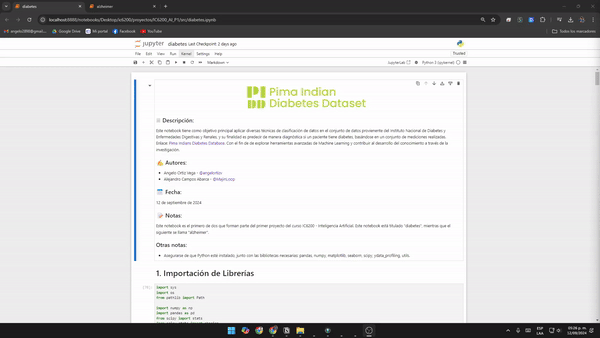 diabetes
alzheimer
localhost:8888/notebooks/Desktop/ic6200/proyectos/IC6200_AI_P1/src/diabetes.ipynb
Google Drive
Mi portal
Facebook
YouTube
Todos los marcadores
jupyter diabetes Last Checkpoint: 2 days ago
File Edit View Run Kernel Settings Help
Trusted
Markdown
JupyterLab
Python 3 (ipykernel)
Pima Indian
Diabetes Dataset
Descripción:
Este notebook tiene como objetivo principal aplicar diversas técnicas de clasificación de datos en el conjunto de datos proveniente del Instituto Nacional de Diabetes y
Enfermedades Digestivas y Renales, y su finalidad es predecir de manera diagnóstica si un paciente tiene diabetes, basándose en un conjunto de mediciones realizadas.
Enlace: Pima Indians Diabetes Database. Con el fin de explorar herramientas avanzadas de Machine Learning y contribuir al desarrollo del conocimiento a través de la
investigación.
Autores:
Angelo Ortiz Vega -
Alejandro Campos Abarca -
Fecha:
12 de septiembre de 2024
Notas:
Este notebook es el primero de dos que forman parte del primer proyecto del curso IC6200 - Inteligencia Artificial. Este notebook está titulado "diabetes", mientras que el
siguiente se llama "alzheimer".
Otras notas:
Asegurarse de que Python esté instalado, junto con las bibliotecas necesarias: pandas, numpy, matplotlib, seaborn, scipy, ydata_profiling, utils.
1. Importación de Librerías
import sys
import os
from pathlib import Path
import numpy as np
import pandas as pd
from scipy import stats
ESP
LAA
09:26 p. m.
12/09/2024